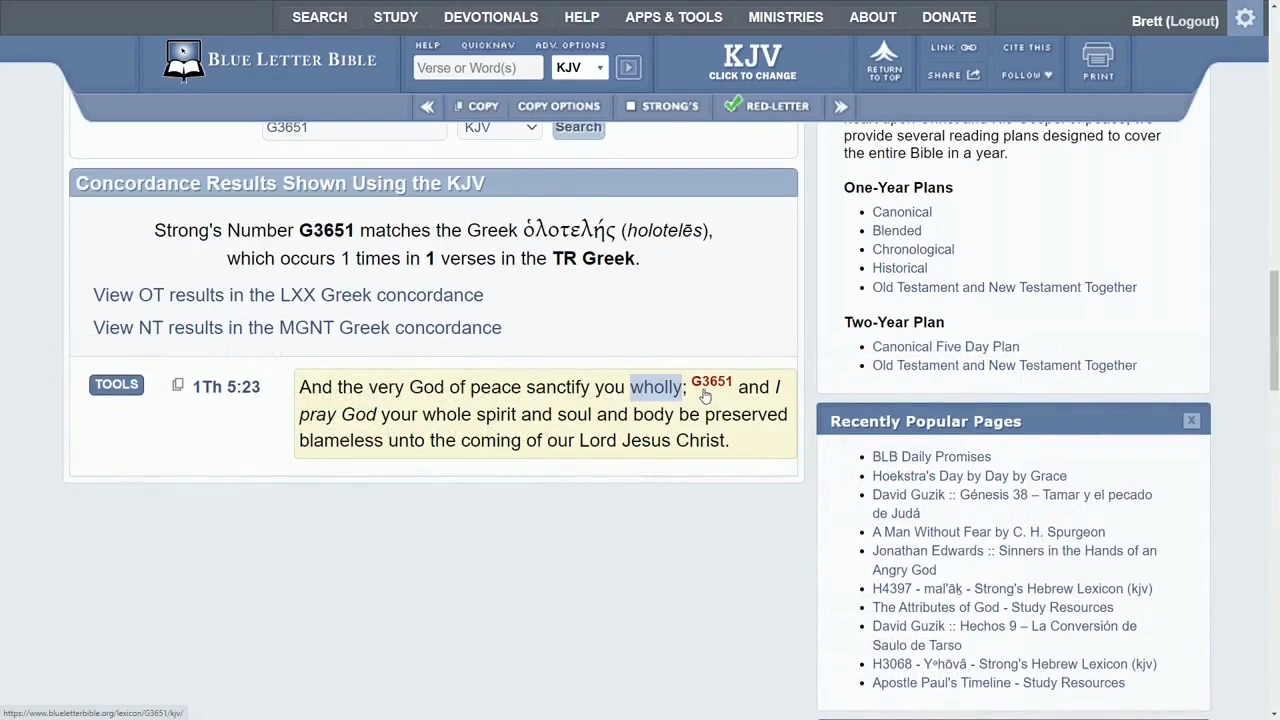 SEARCH STUDY DEVOTIONALS HELP APPS & TOOLS MINISTRIES ABOUT DONATE
Brett (Logout)
BLUE LETTER BIBLE
HELP QUICKNAV ADV. OPTIONS
Verse or Word(s) KJV
KJV
CLICK TO CHANGE
RETURN
TO TOP
LINK CITE THIS
SHARE FOLLOW
PRINT
COPY COPY OPTIONS STRONG'S RED-LETTER
G3651 KJV Search
Concordance Results Shown Using the KJV
Strong's Number G3651 matches the Greek ὁλοτελής (holotelēs),
which occurs 1 times in 1 verses in the TR Greek.
View OT results in the LXX Greek concordance
View NT results in the MGNT Greek concordance
TOOLS 1Th 5:23
And the very God of peace sanctify you wholly; G3651 and I
pray God your whole spirit and soul and body be preserved
blameless unto the coming of our Lord Jesus Christ.
provide several reading plans designed to cover
the entire Bible in a year.
One-Year Plans
Canonical
Blended
Chronological
Historical
Old Testament and New Testament Together
Two-Year Plan
Canonical Five Day Plan
Old Testament and New Testament Together
Recently Popular Pages X
BLB Daily Promises
Hoekstra's Day by Day by Grace
David Guzik :: Génesis 38 – Tamar y el pecado
de Judá
A Man Without Fear by C. H. Spurgeon
Jonathan Edwards :: Sinners in the Hands of an
Angry God
H4397 - mal'āḵ - Strong's Hebrew Lexicon (kjv)
The Attributes of God - Study Resources
David Guzik :: Hechos 9 – La Conversión de
Saulo de Tarso
H3068 - Yᵊhōvâ - Strong's Hebrew Lexicon (kjv)
Apostle Paul's Timeline - Study Resources
https://www.blueletterbible.org/lexicon/G3651/kjv/